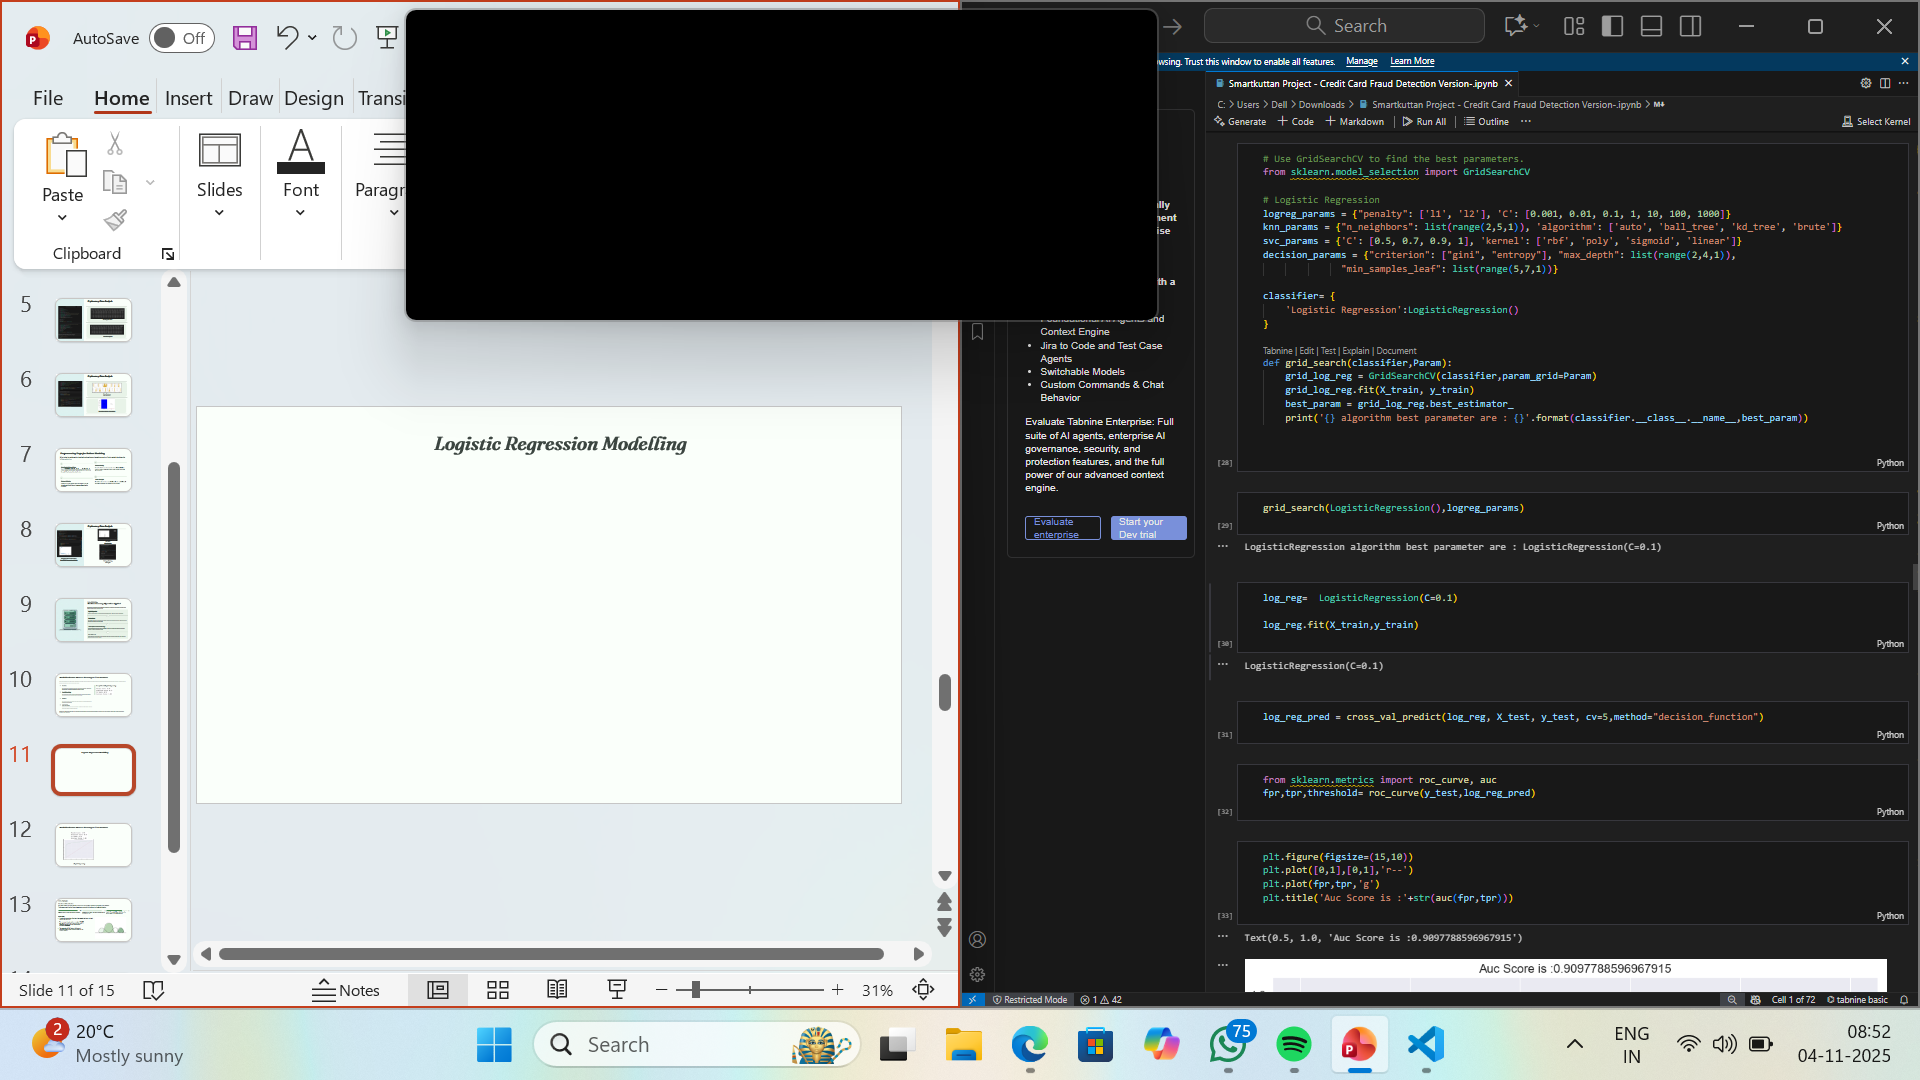 AutoSave
Off
File
Home
Insert
Draw
Design
Transi
Paste
Slides
Font
Paragr
Clipboard
5
6
7
8
9
10
11
12
13
Logistic Regression Modelling
Slide 11 of 15
Notes
31%
Search
owsing. Trust this window to enable all features.
Manage
Learn More
Smartkuttan Project - Credit Card Fraud Detection Version-.ipynb
C: > Users > Dell > Downloads > Smartkuttan Project - Credit Card Fraud Detection Version-.ipynb >
Generate
+ Code
+ Markdown
Run All
Outline
...
Select Kernel
Context Engine
Jira to Code and Test Case
Agents
Switchable Models
Custom Commands & Chat
Behavior
Evaluate Tabnine Enterprise: Full
suite of AI agents, enterprise AI
governance, security, and
protection features, and the full
power of our advanced context
engine.
Evaluate
enterprise
Start your
Dev trial
# Use GridSearchCV to find the best parameters.
from sklearn.model_selection import GridSearchCV
# Logistic Regression
logreg_params = {"penalty": ['l1', 'l2'], 'C': [0.001, 0.01, 0.1, 1, 10, 100, 1000]}
knn_params = {"n_neighbors": list(range(2,5,1)), 'algorithm': ['auto', 'ball_tree', 'kd_tree', 'brute']}
svc_params = {'C': [0.5, 0.7, 0.9, 1], 'kernel': ['rbf', 'poly', 'sigmoid', 'linear']}
decision_params = {"criterion": ["gini", "entropy"], "max_depth": list(range(2,4,1)),
"min_samples_leaf": list(range(5,7,1))}
classifier= {
'Logistic Regression':LogisticRegression()
}
Tabnine | Edit | Test | Explain | Document
def grid_search(classifier,Param):
grid_log_reg = GridSearchCV(classifier,param_grid=Param)
grid_log_reg.fit(X_train, y_train)
best_param = grid_log_reg.best_estimator_
print('{} algorithm best parameter are : {}'.format(classifier.__class__.__name__,best_param))
[28]
Python
grid_search(LogisticRegression(),logreg_params)
[29]
Python
LogisticRegression algorithm best parameter are : LogisticRegression(C=0.1)
log_reg= LogisticRegression(C=0.1)
log_reg.fit(X_train,y_train)
[30]
Python
LogisticRegression(C=0.1)
log_reg_pred = cross_val_predict(log_reg, X_test, y_test, cv=5,method="decision_function")
[31]
Python
from sklearn.metrics import roc_curve, auc
fpr,tpr,threshold= roc_curve(y_test,log_reg_pred)
[32]
Python
plt.figure(figsize=(15,10))
plt.plot([0,1],[0,1],'r--')
plt.plot(fpr,tpr,'g')
plt.title('Auc Score is :'+str(auc(fpr,tpr)))
[33]
Python
Text(0.5, 1.0, 'Auc Score is :0.9097788596967915')
Auc Score is :0.9097788596967915
Restricted Mode
1
42
Cell 1 of 72
tabnine basic
2
20°C
Mostly sunny
Search
75
ENG
IN
08:52
04-11-2025